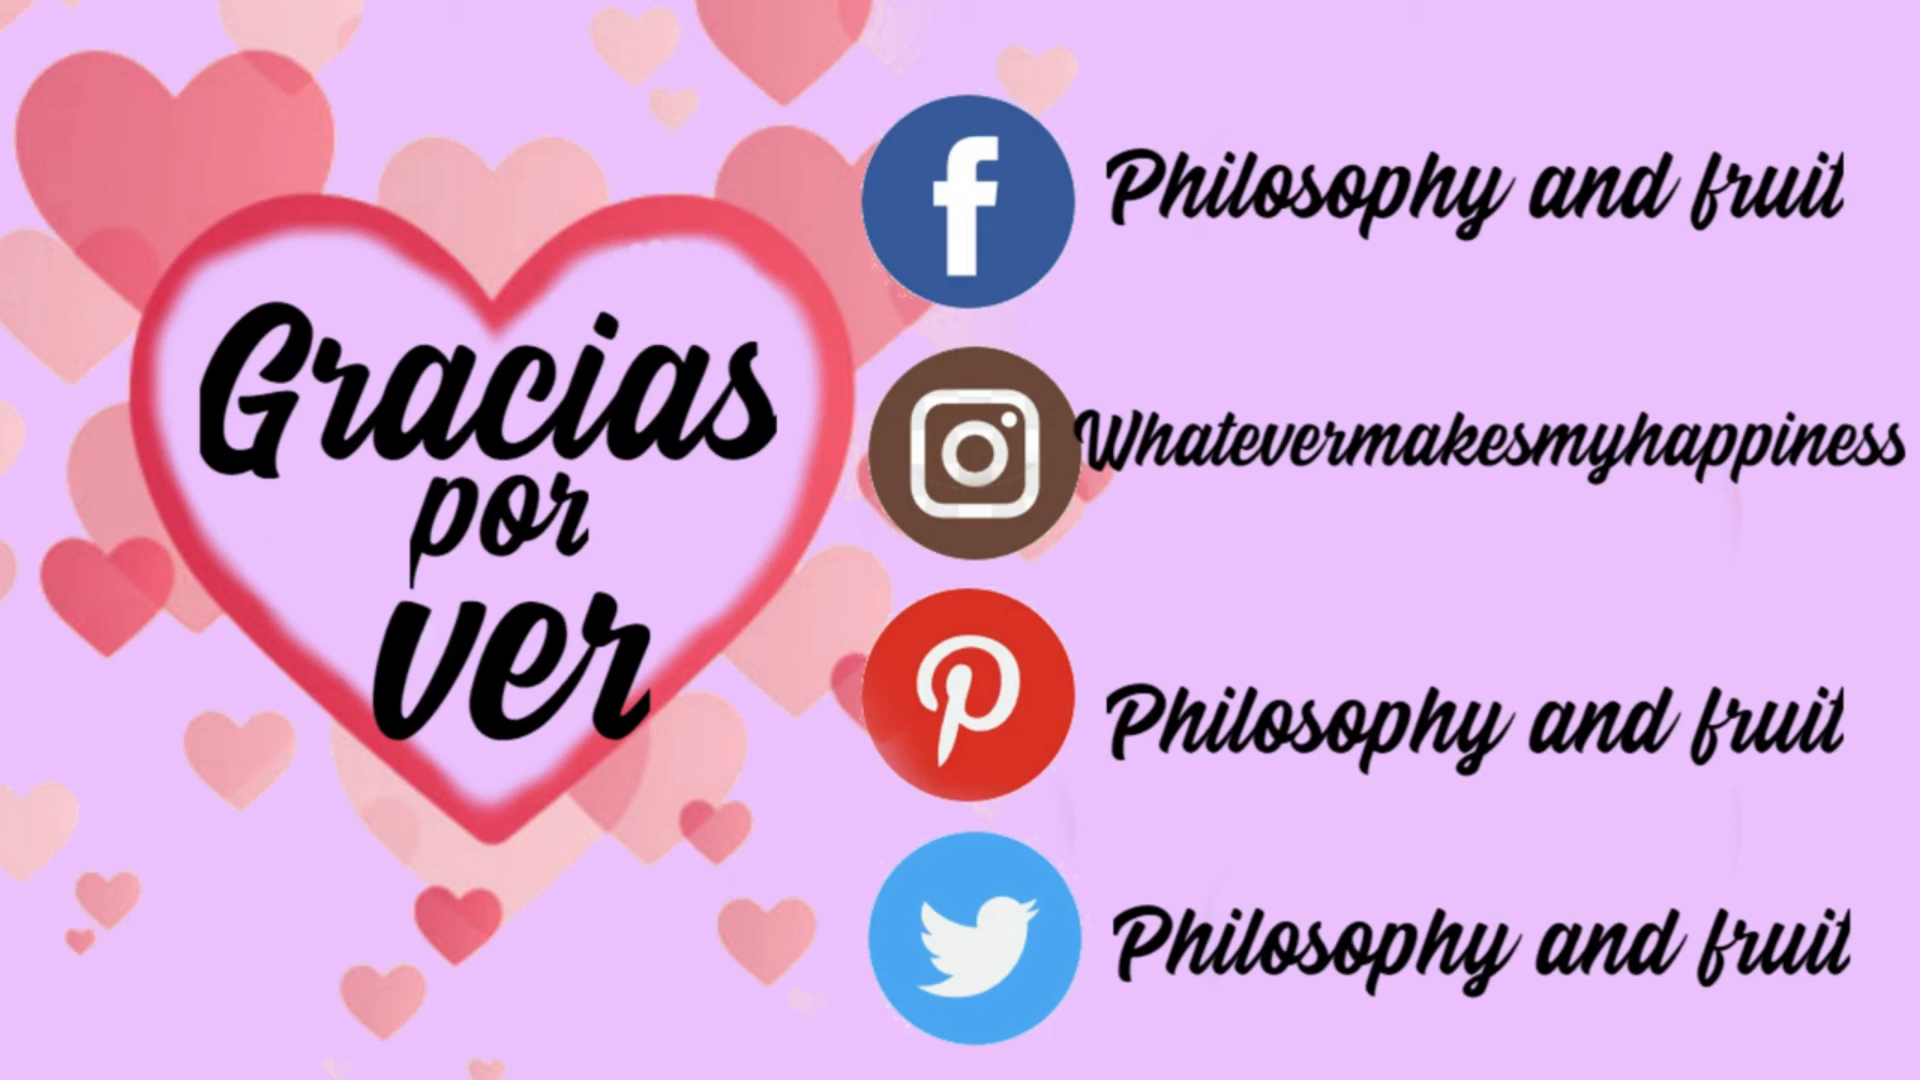 Gracias
por
ver
Philosophy and fruit
Whatevermakesmyhappiness
Philosophy and fruit
Philosophy and fruit